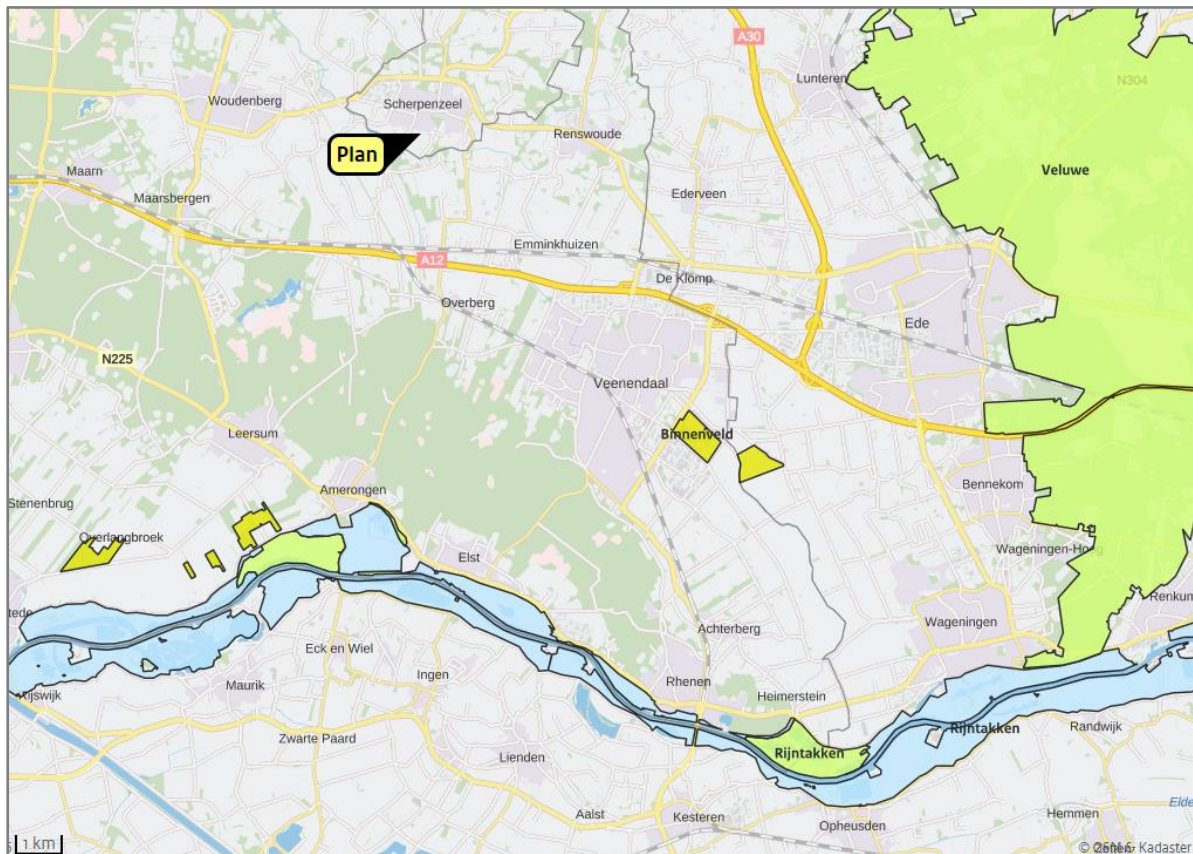 A30
N304
Lunteren
Woudenberg
Scherpenzeel
Renswoude
Plan
Maarn
Veluwe
Ederveen
Maarsbergen
Emminkhuizen
A12
De Klomp
Overberg
Ede
N225
Veenendaal
Leersum
Binnenveld
Bennekom
Amerongen
Stenenbrug
Overlangbroek
Elst
Wageningen-Hoog
Renkum
Wageningen
Achterberg
Eck en Wiel
Ingen
Rhenen
Maurik
Heimerstein
Rijswijk
Randwijk
Rijntakken
Zwarte Paard
Rijntakken
Lienden
Aalst
Kesteren
Opheusden
Hemmen
1 km
Kadaster